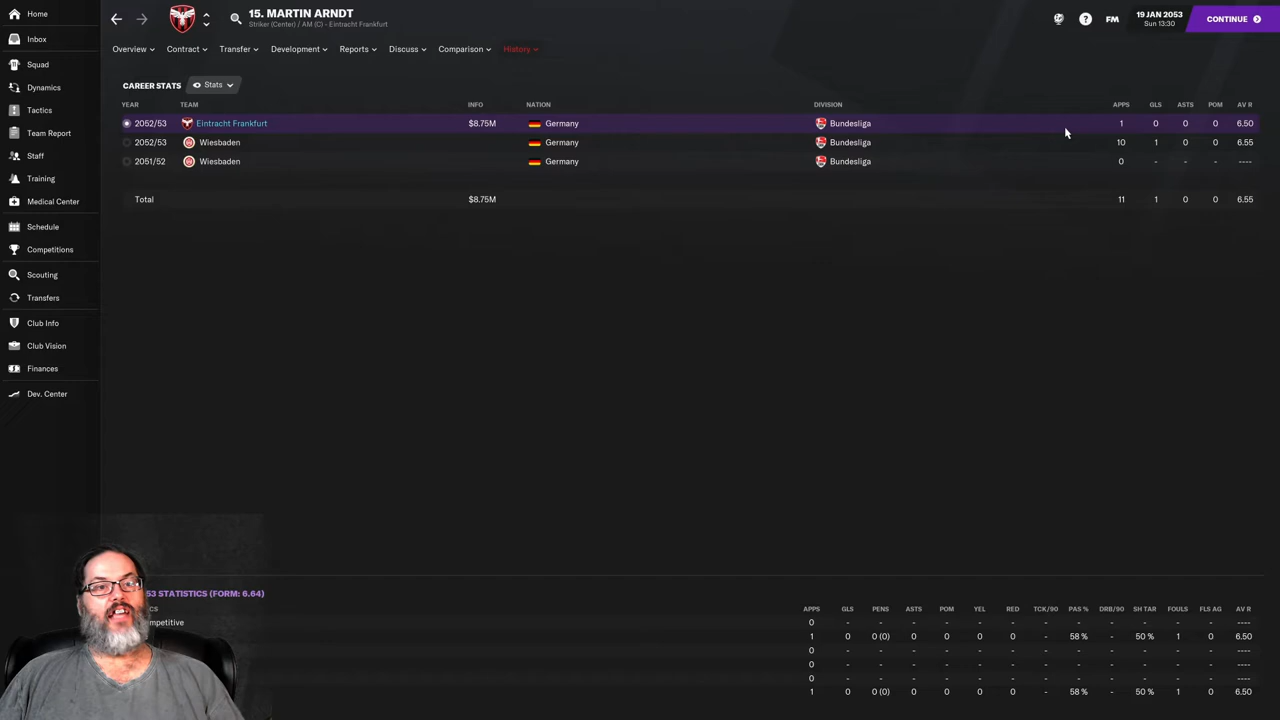 Home
Inbox
Squad
Dynamics
Tactics
Team Report
Staff
Training
Medical Center
Schedule
Competitions
Scouting
Transfers
Club Info
Club Vision
Finances
Dev. Center
15. MARTIN ARNDT
Striker (Center) / AM (C) - Eintracht Frankfurt
? FM 19 JAN 2053 CONTINUE
Sun 13:30
Overview Contract Transfer Development Reports Discuss Comparison History
CAREER STATS Stats
YEAR TEAM INFO NATION DIVISION APPS GLS ASTS POM AV R
2052/53 Eintracht Frankfurt $8.75M Germany Bundesliga 1 0 0 0 6.50
2052/53 Wiesbaden Germany Bundesliga 10 1 0 0 6.55
2051/52 Wiesbaden Germany Bundesliga 0 - - - ----
Total $8.75M 11 1 0 0 6.55
53 STATISTICS (FORM: 6.64)
CS APPS GLS PENS ASTS POM YEL RED TCK/90 PAS % DRB/90 SH TAR FOULS FLS AG AV R
mpetitive 0 - - - - - - - - - - - - ----
1 0 0 (0) 0 0 0 0 - 58 % - 50 % 1 0 6.50
0 - - - - - - - - - - - - ----
0 - - - - - - - - - - - - ----
0 - - - - - - - - - - - - ----
1 0 0 (0) 0 0 0 0 - 58 % - 50 % 1 0 6.50